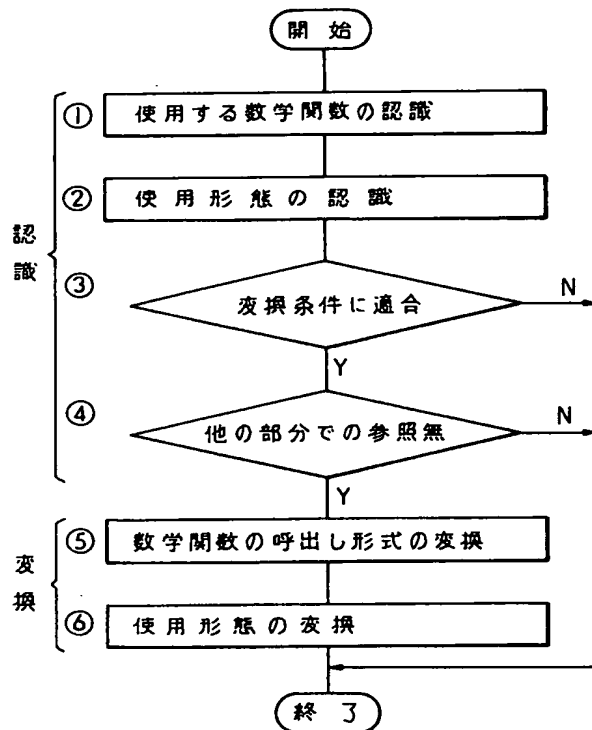 開始
① 使用する数学関数の認識
② 使用形態の認識
認識
③ 変換条件に適合
N
Y
④ 他の部分での参照無
N
Y
⑤ 数学関数の呼出し形式の変換
変換
⑥ 使用形態の変換
終了